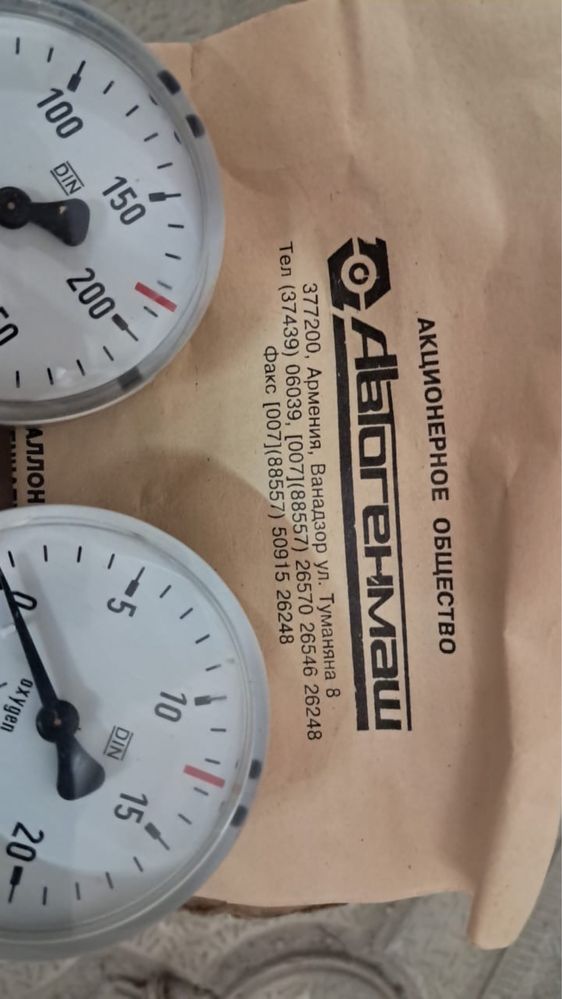 АКЦИОНЕРНОЕ ОБЩЕСТВО
Автогенмаш
377200, Армения, Ванадзор ул. Туманяна 8
Тел (37439) 06039, [007](88557) 26570 26546 26248
Факс [007](88557) 50915 26248
100
150
200
DIN
АЛЛОН
0
5
10
15
20
oxygen
DIN